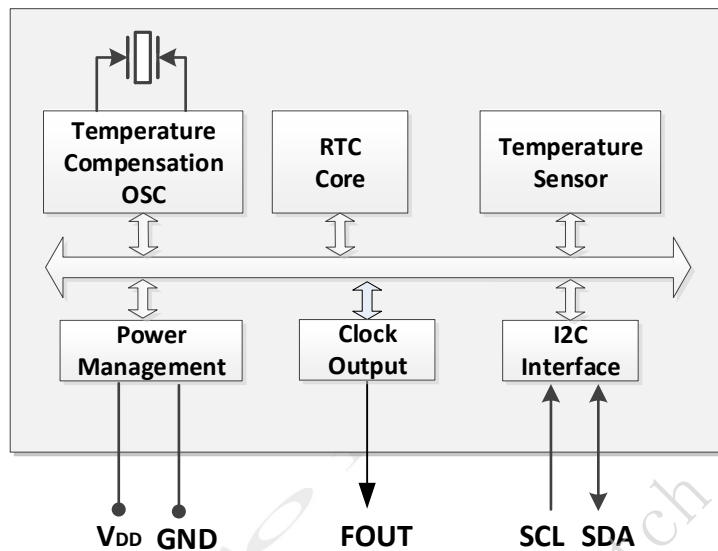 Temperature
Compensation
OSC
RTC
Core
Temperature
Sensor
Power
Management
Clock
Output
I2C
Interface
VDD GND FOUT SCL SDA